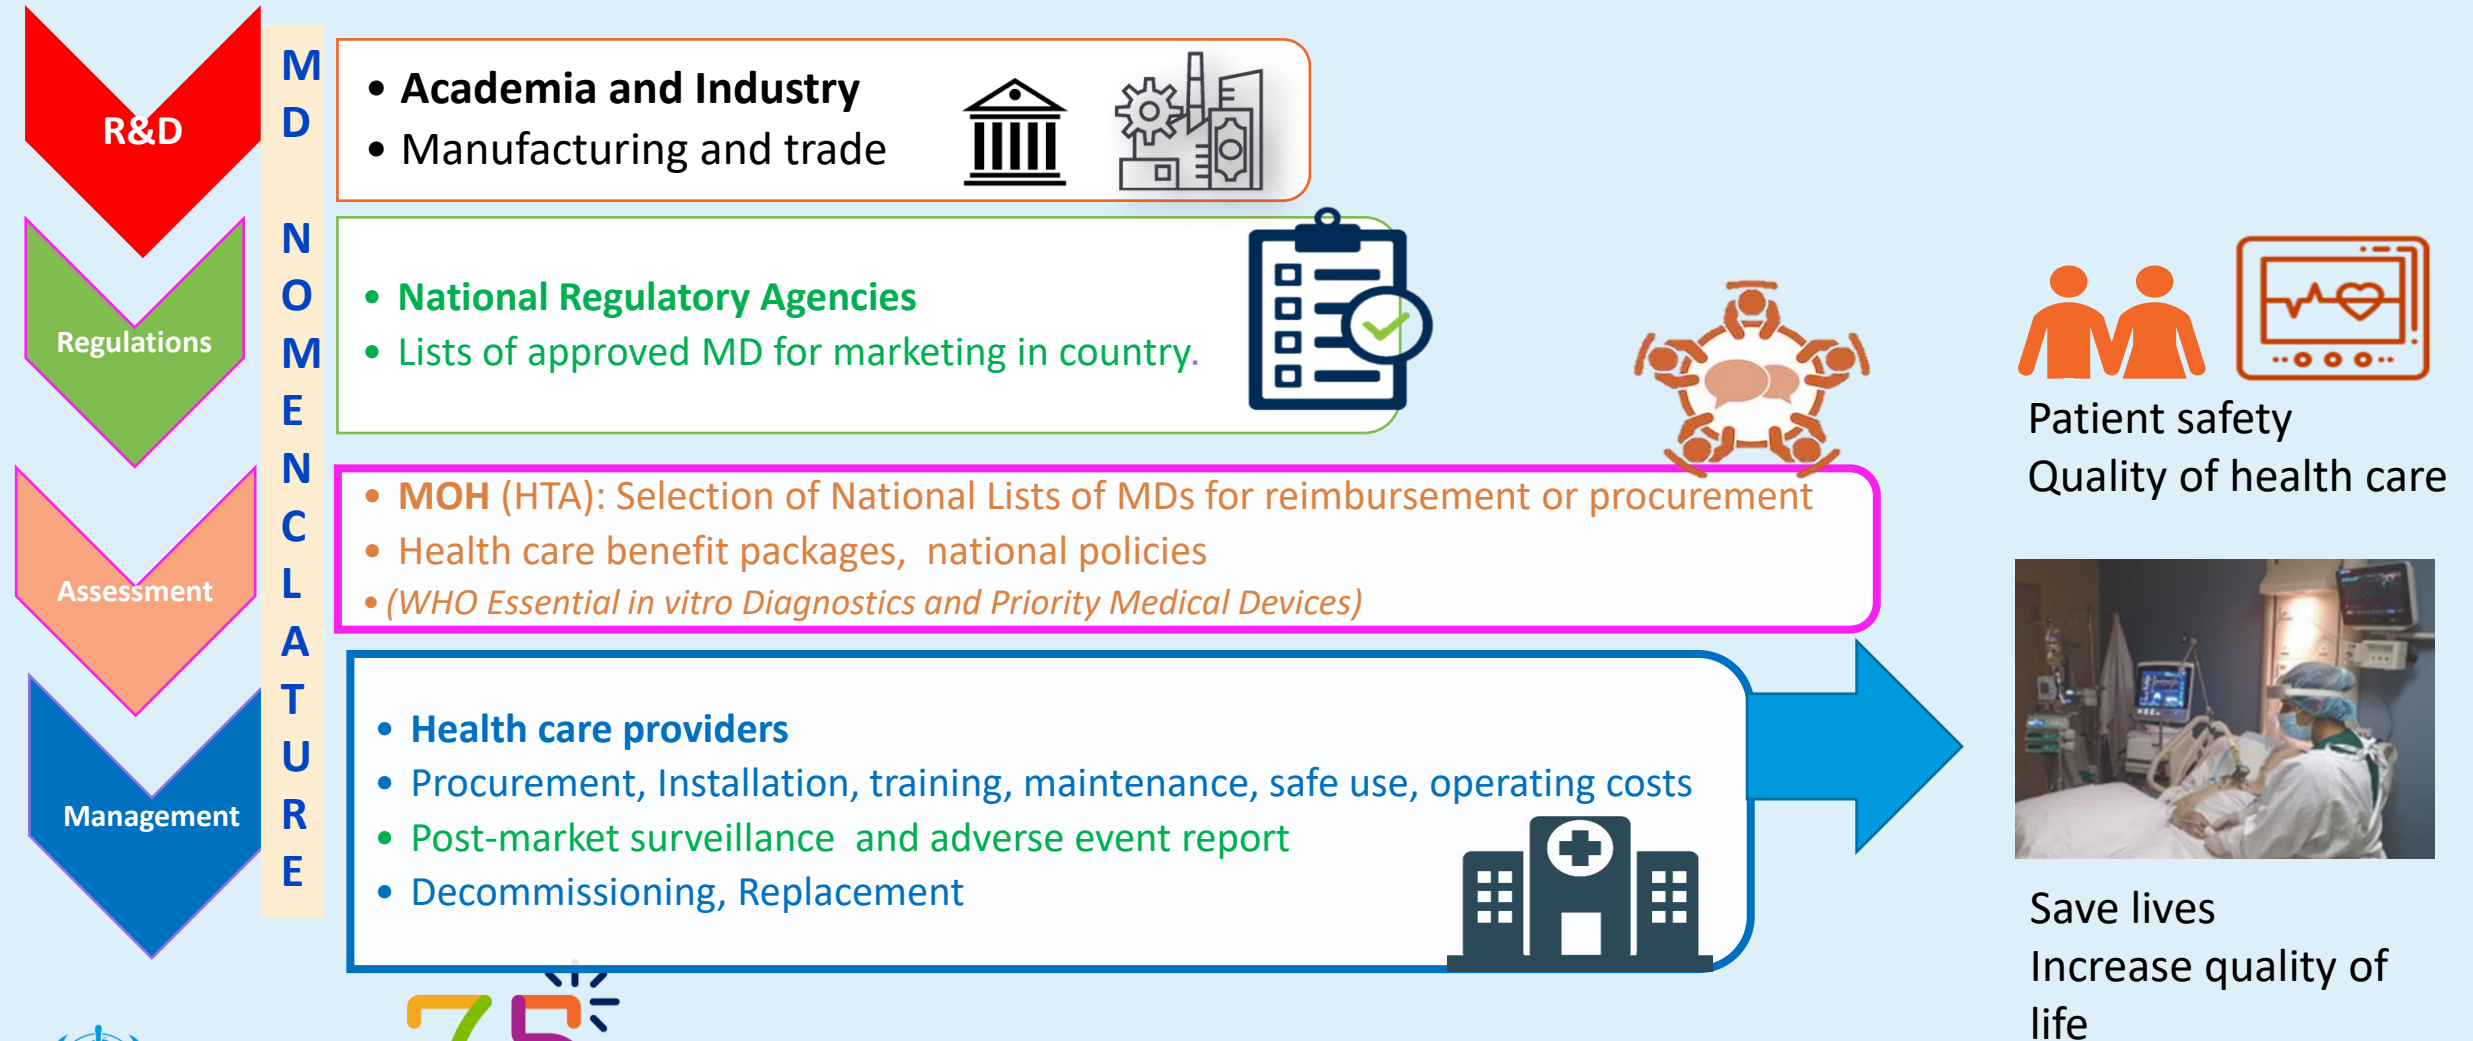 R&D
MD NOMENCLATURE
• Academia and Industry
• Manufacturing and trade
Regulations
• National Regulatory Agencies
• Lists of approved MD for marketing in country.
Assessment
• MOH (HTA): Selection of National Lists of MDs for reimbursement or procurement
• Health care benefit packages, national policies
• (WHO Essential in vitro Diagnostics and Priority Medical Devices)
Management
• Health care providers
• Procurement, Installation, training, maintenance, safe use, operating costs
• Post-market surveillance and adverse event report
• Decommissioning, Replacement
Patient safety
Quality of health care
Save lives
Increase quality of
life
75